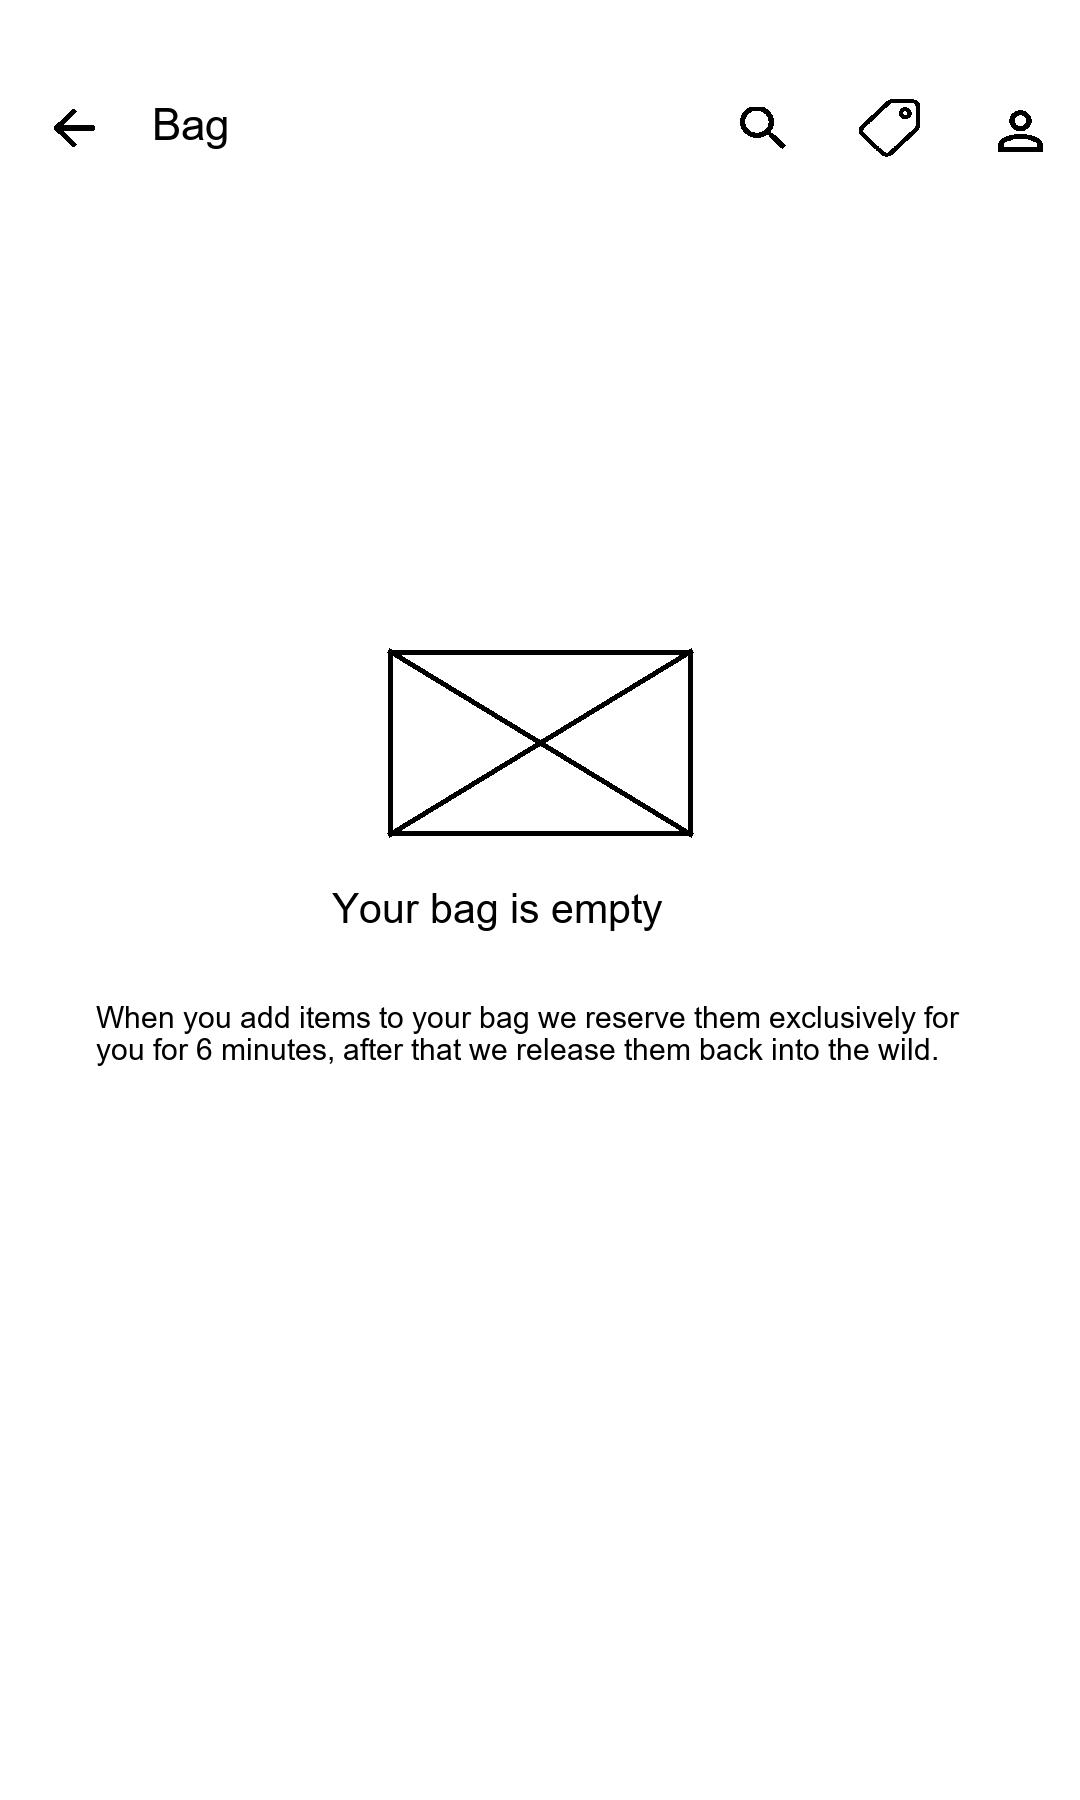 Bag
Your bag is empty
When you add items to your bag we reserve them exclusively for
you for 6 minutes, after that we release them back into the wild.